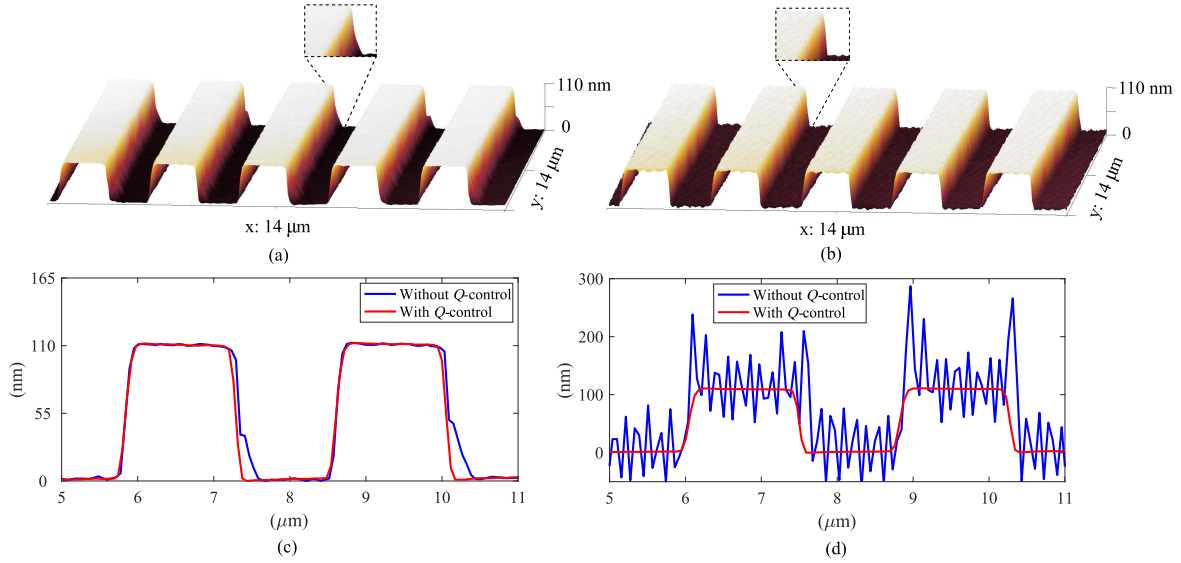 110 nm
0
y: 14 μm
x: 14 μm
(a)
110 nm
0
y: 14 μm
x: 14 μm
(b)
165
110
55
0
(nm)
Without Q-control
With Q-control
5 6 7 8 9 10 11
(μm)
(c)
300
200
100
0
(nm)
Without Q-control
With Q-control
5 6 7 8 9 10 11
(μm)
(d)